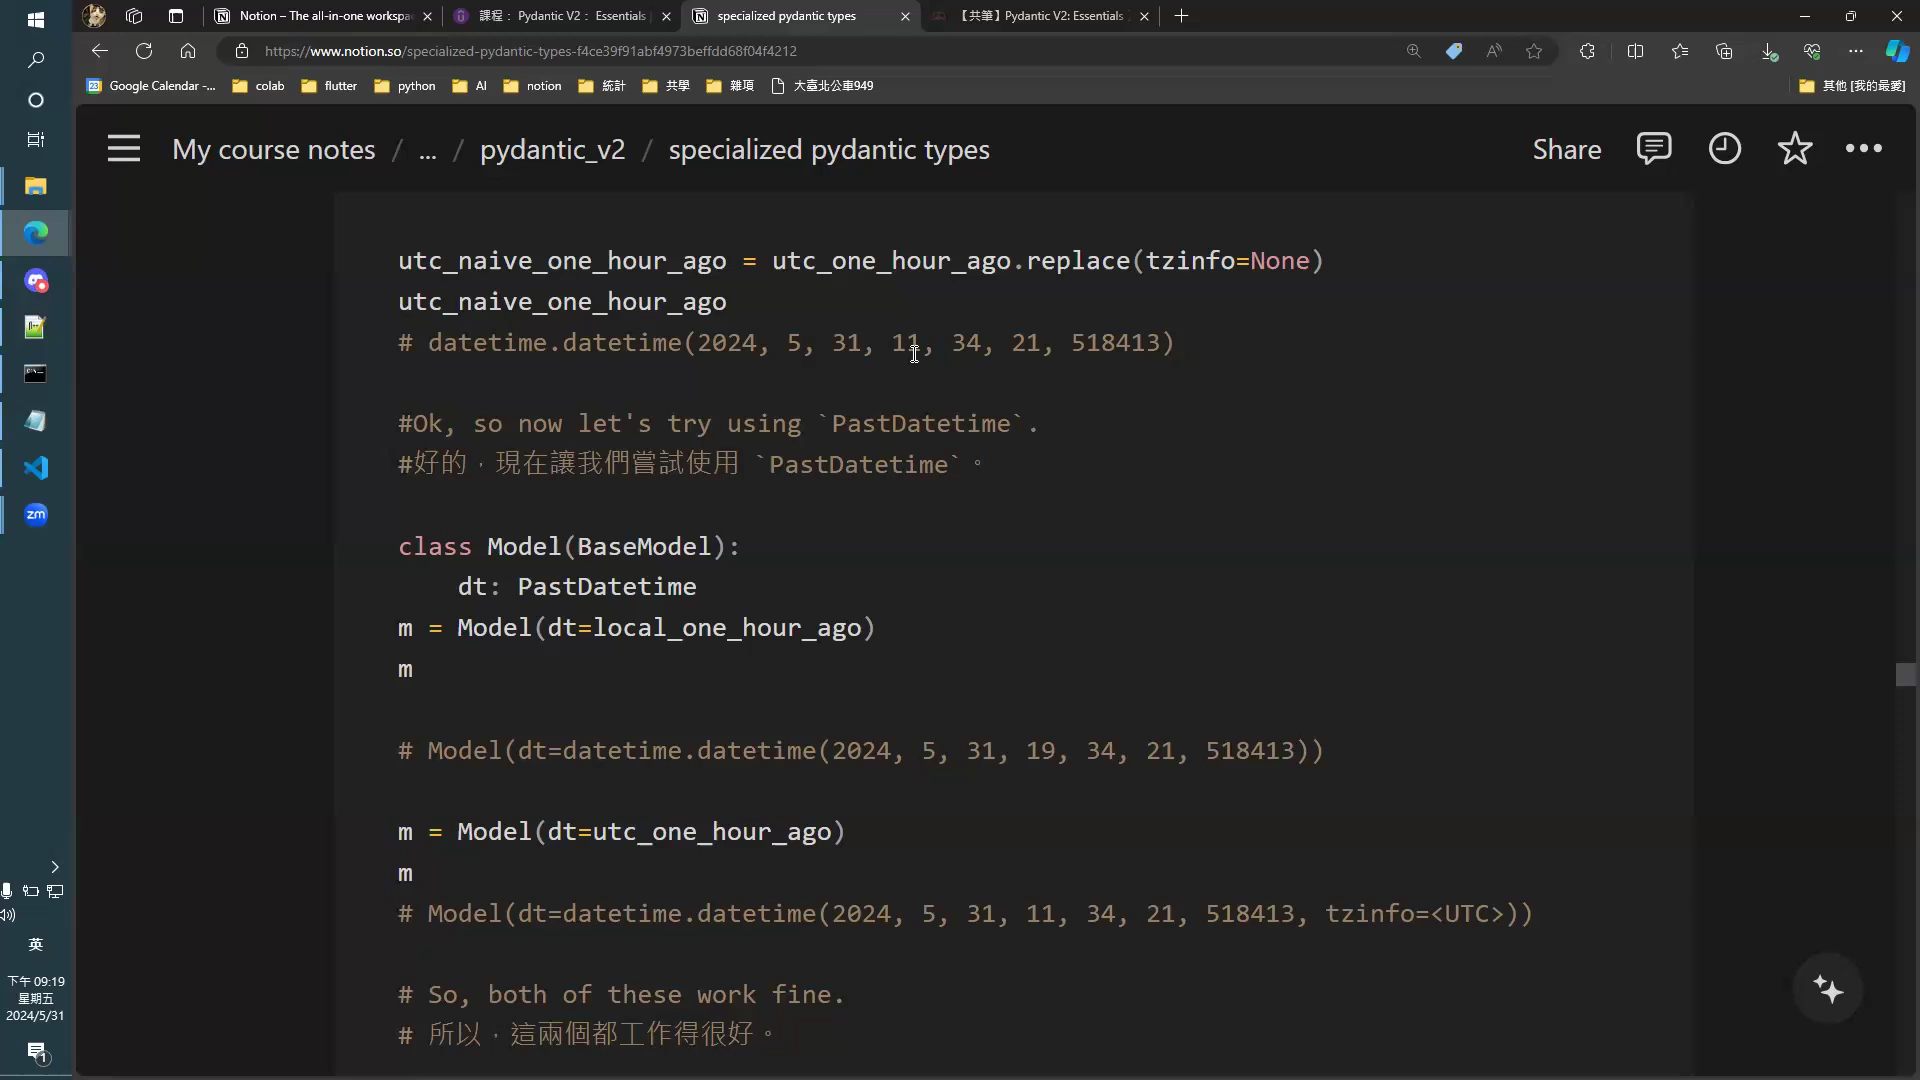 Notion – The all-in-one workspa
課程： Pydantic V2： Essentials
specialized pydantic types
【共筆】Pydantic V2: Essentials
https://www.notion.so/specialized-pydantic-types-f4ce39f91abf4973beffdd68f04f4212
Google Calendar -...
colab
flutter
python
AI
notion
統計
共學
雜項
大臺北公車949
其他 [我的最愛]
My course notes / ... / pydantic_v2 / specialized pydantic types
Share
utc_naive_one_hour_ago = utc_one_hour_ago.replace(tzinfo=None)
utc_naive_one_hour_ago
# datetime.datetime(2024, 5, 31, 11, 34, 21, 518413)
#Ok, so now let's try using `PastDatetime`.
#好的，現在讓我們嘗試使用 `PastDatetime`。
class Model(BaseModel):
    dt: PastDatetime
m = Model(dt=local_one_hour_ago)
m
# Model(dt=datetime.datetime(2024, 5, 31, 19, 34, 21, 518413))
m = Model(dt=utc_one_hour_ago)
m
# Model(dt=datetime.datetime(2024, 5, 31, 11, 34, 21, 518413, tzinfo=<UTC>))
# So, both of these work fine.
# 所以，這兩個都工作得很好。
zm
英
下午 09:19
星期五
2024/5/31
1